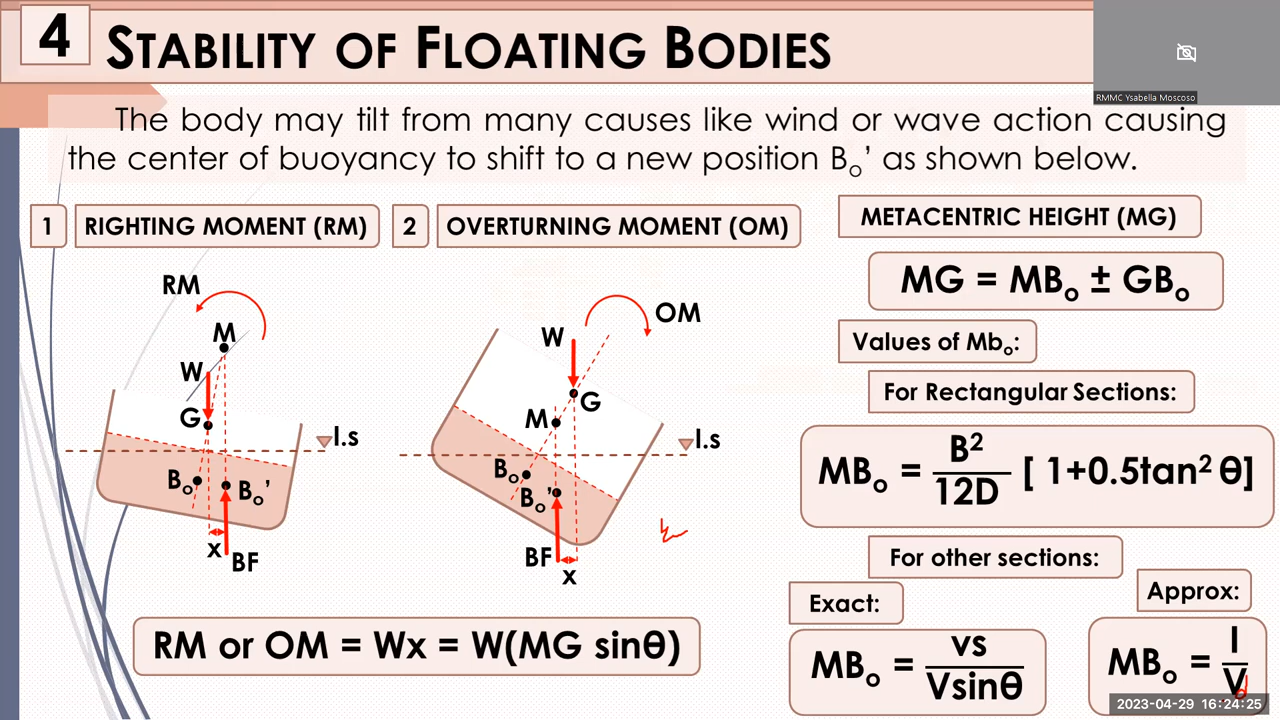 4 STABILITY OF FLOATING BODIES
RMMC Ysabella Moscoso
The body may tilt from many causes like wind or wave action causing
the center of buoyancy to shift to a new position Bₒ’ as shown below.
1 RIGHTING MOMENT (RM)
2 OVERTURNING MOMENT (OM)
METACENTRIC HEIGHT (MG)
MG = MBₒ ± GBₒ
Values of Mbₒ:
For Rectangular Sections:
MBₒ = B² / 12D [ 1+0.5tan² θ]
For other sections:
Exact:
MBₒ = vs / Vsinθ
Approx:
MBₒ = I / V
RM
M
W
G
l.s
Bₒ
Bₒ’
x
BF
OM
W
G
M
l.s
Bₒ
Bₒ’
BF
x
RM or OM = Wx = W(MG sinθ)
2023-04-29 16:24:25